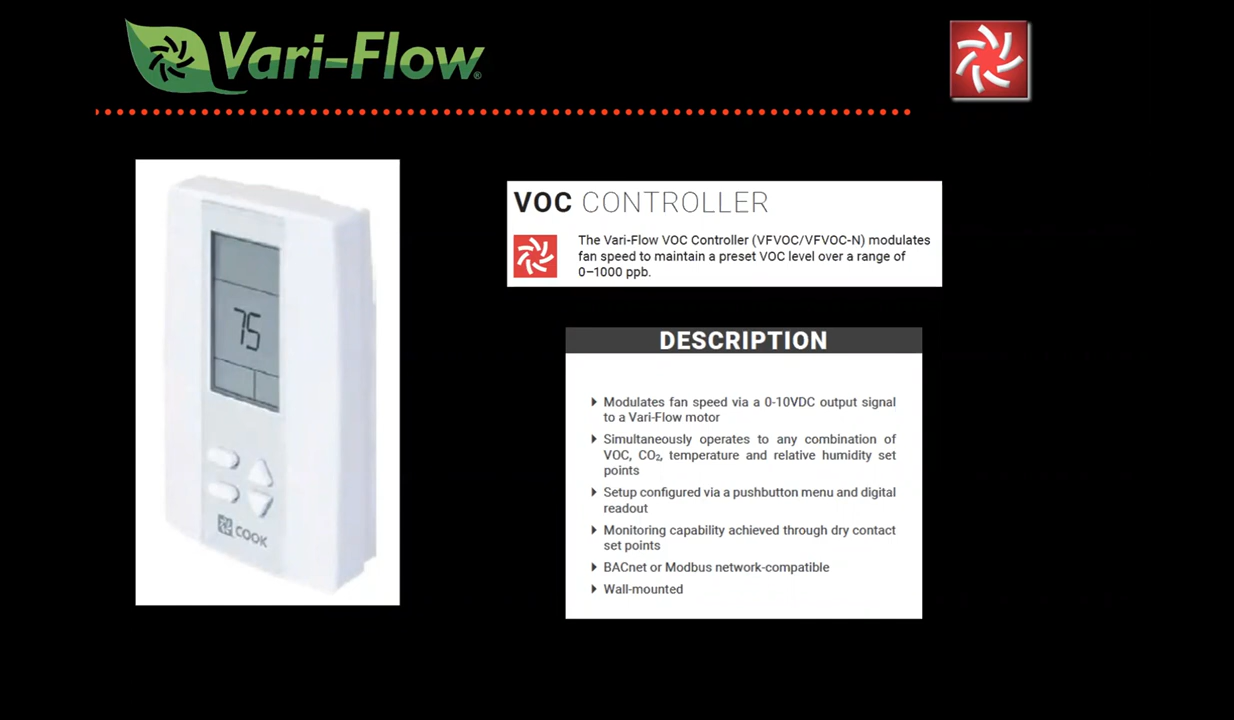 Vari-Flow®
75
COOK
VOC CONTROLLER
The Vari-Flow VOC Controller (VFVOC/VFVOC-N) modulates
fan speed to maintain a preset VOC level over a range of
0–1000 ppb.
DESCRIPTION
Modulates fan speed via a 0-10VDC output signal
to a Vari-Flow motor
Simultaneously operates to any combination of
VOC, CO₂, temperature and relative humidity set
points
Setup configured via a pushbutton menu and digital
readout
Monitoring capability achieved through dry contact
set points
BACnet or Modbus network-compatible
Wall-mounted